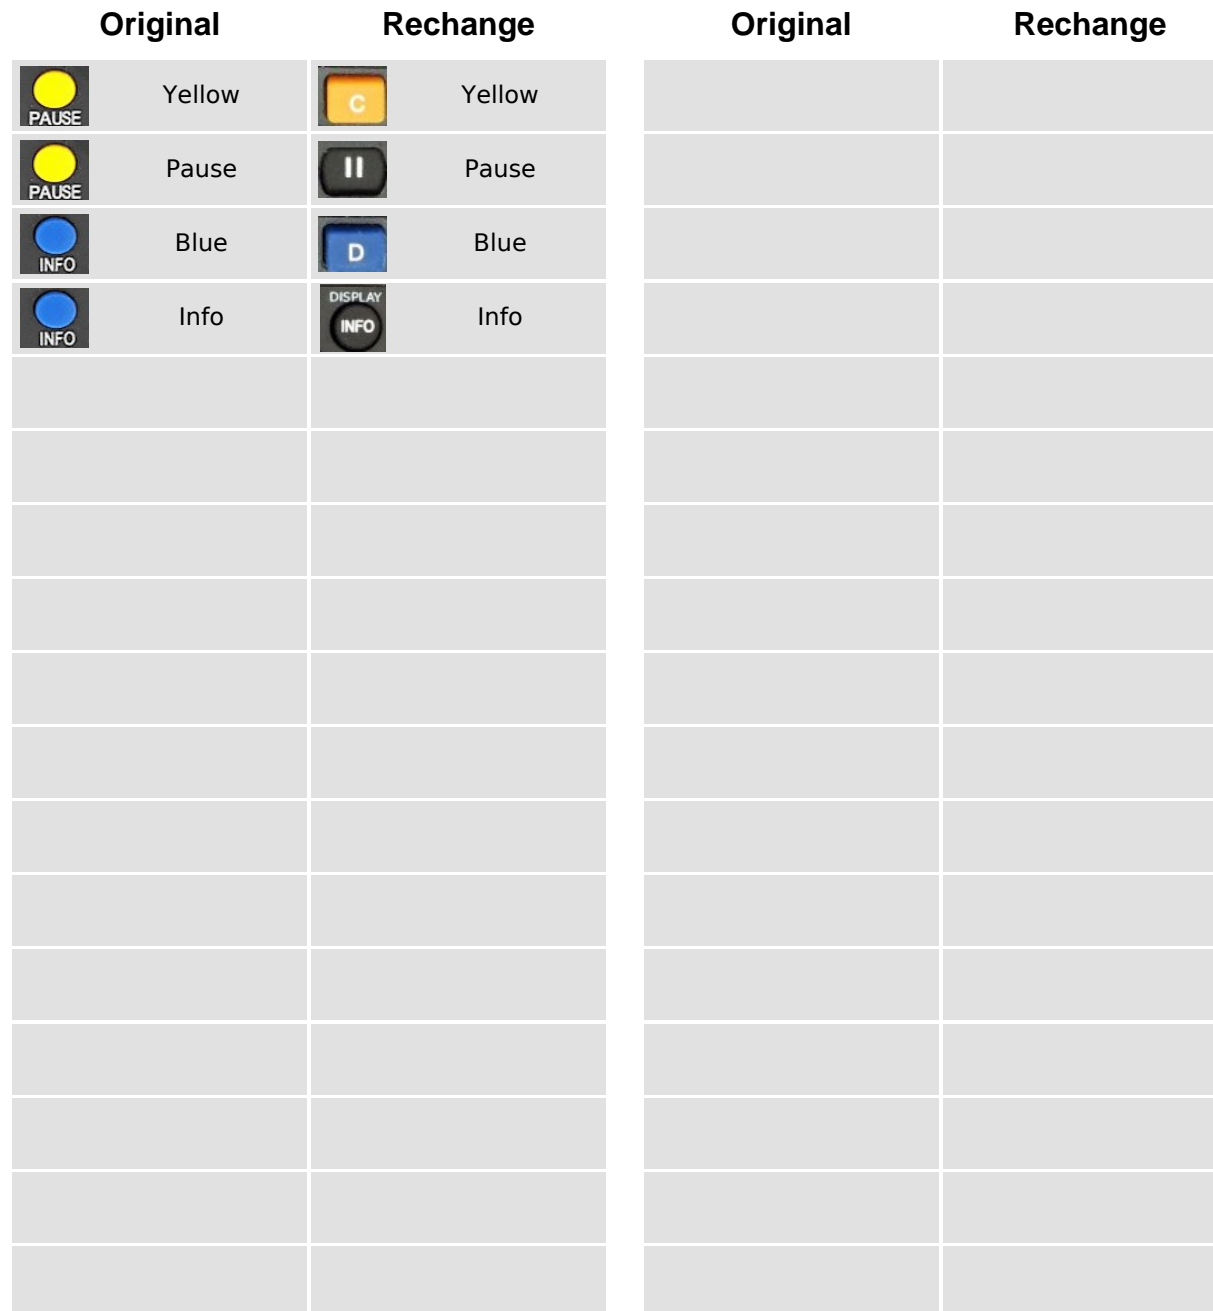 Original Rechange Original Rechange
PAUSE Yellow C Yellow
PAUSE Pause Pause
INFO Blue D Blue
INFO Info DISPLAY INFO Info